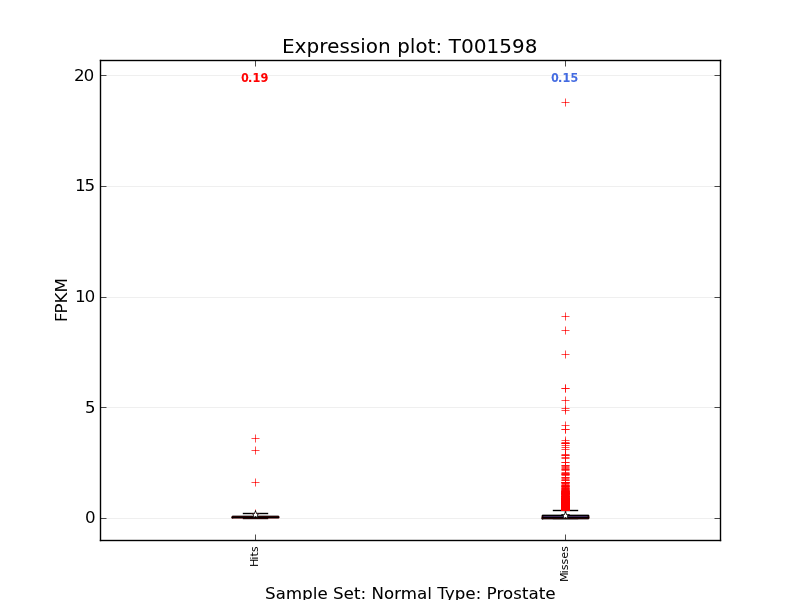 Expression plot: T001598
20
0.19
0.15
15
FPKM
10
5
0
Hits
Misses
Sample Set: Normal Type: Prostate